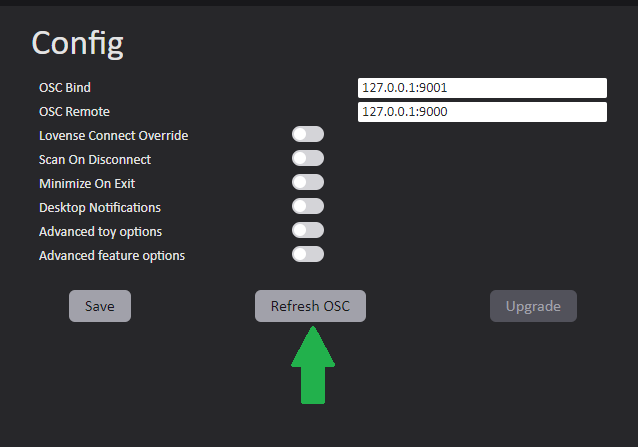 Config
OSC Bind 127.0.0.1:9001
OSC Remote 127.0.0.1:9000
Lovense Connect Override
Scan On Disconnect
Minimize On Exit
Desktop Notifications
Advanced toy options
Advanced feature options
Save Refresh OSC Upgrade